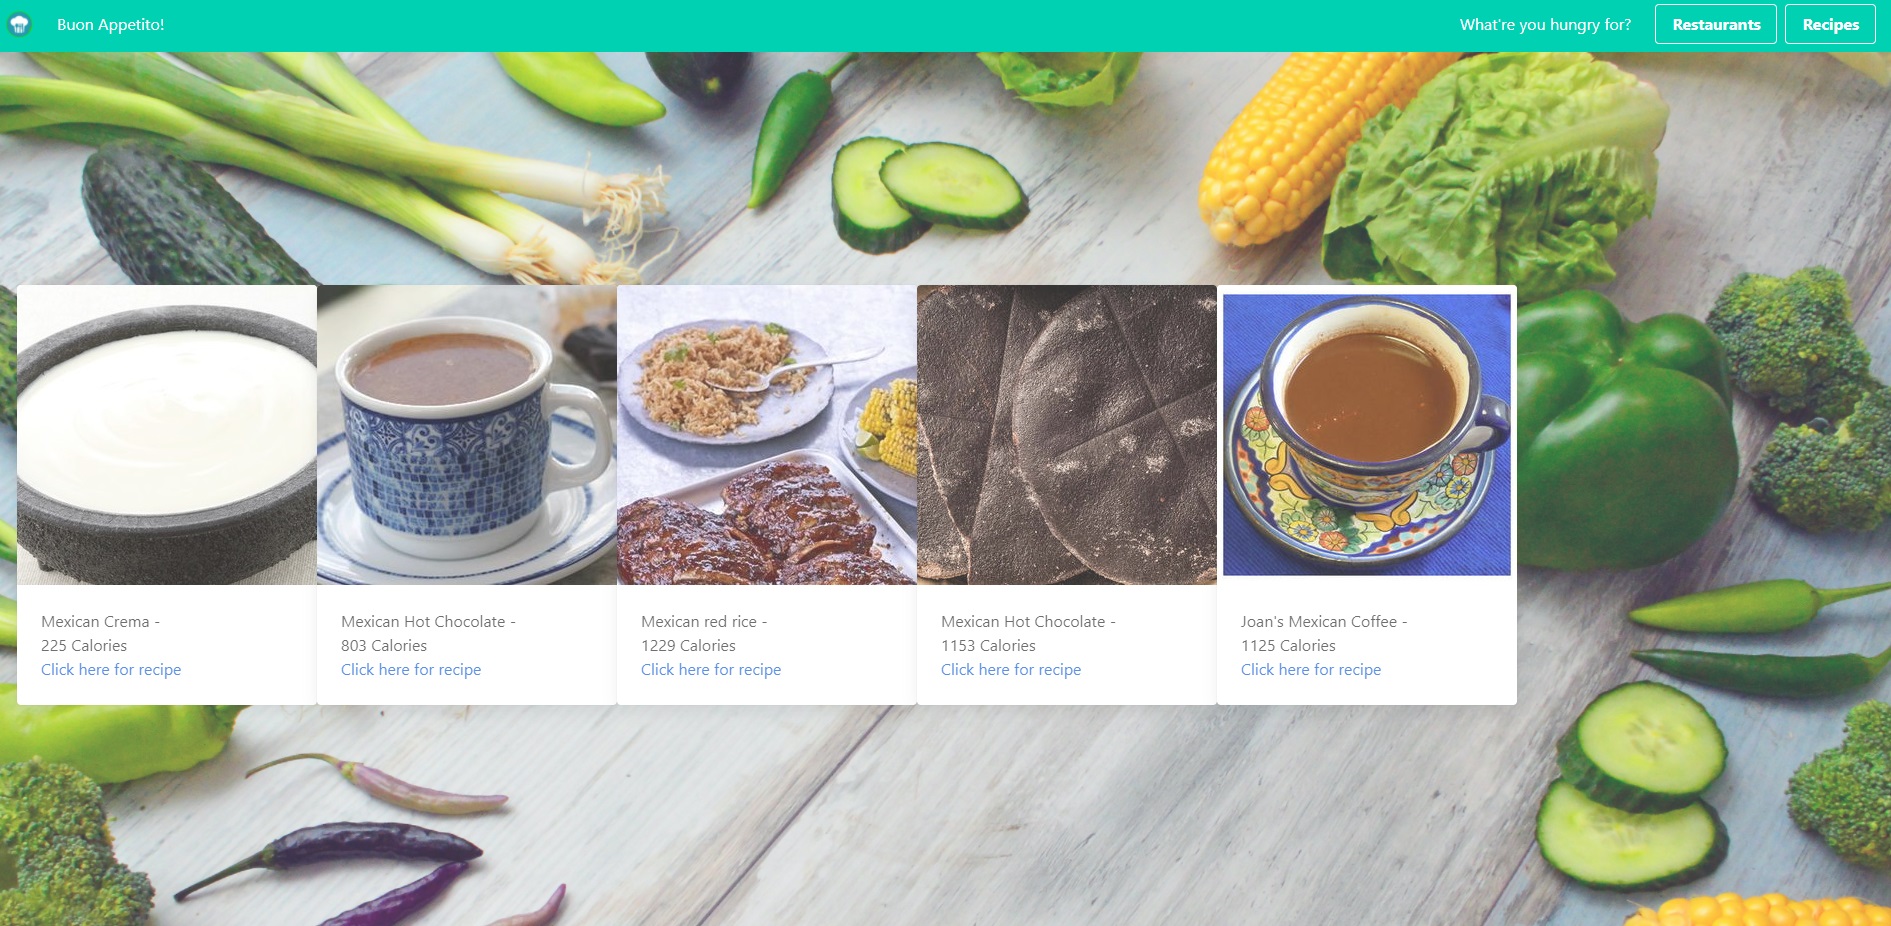 Buon Appetito!
What're you hungry for?
Restaurants
Recipes
Mexican Crema -
225 Calories
Click here for recipe
Mexican Hot Chocolate -
803 Calories
Click here for recipe
Mexican red rice -
1229 Calories
Click here for recipe
Mexican Hot Chocolate -
1153 Calories
Click here for recipe
Joan's Mexican Coffee -
1125 Calories
Click here for recipe